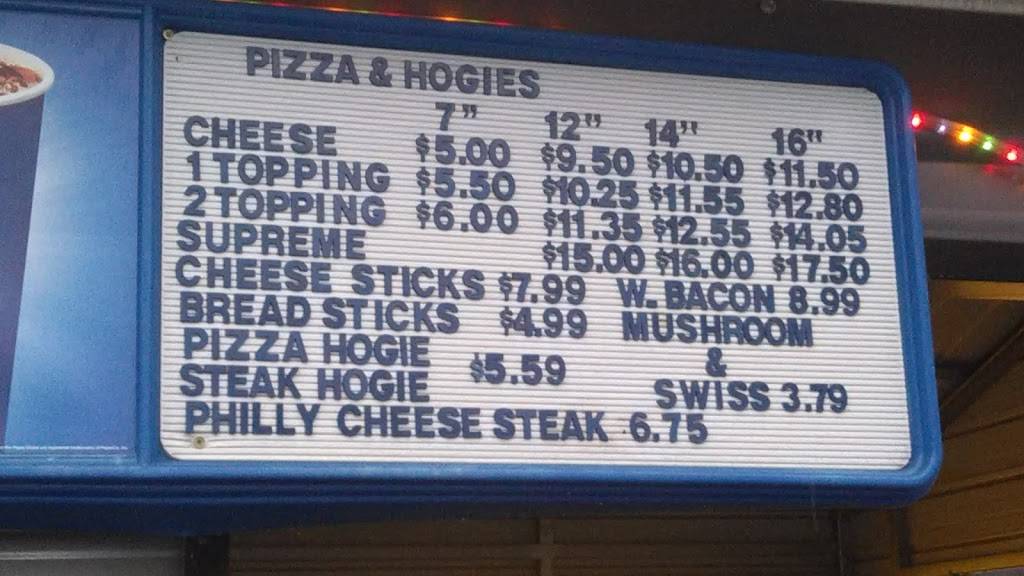 PIZZA & HOGIES
7" 12" 14" 16"
CHEESE $5.00 $9.50 $10.50 $11.50
1 TOPPING $5.50 $10.25 $11.55 $12.80
2 TOPPING $6.00 $11.35 $12.55 $14.05
SUPREME $15.00 $16.00 $17.50
CHEESE STICKS $7.99 W. BACON 8.99
BREAD STICKS $4.99 MUSHROOM
PIZZA HOGIE &
$5.59
STEAK HOGIE SWISS 3.79
PHILLY CHEESE STEAK 6.75